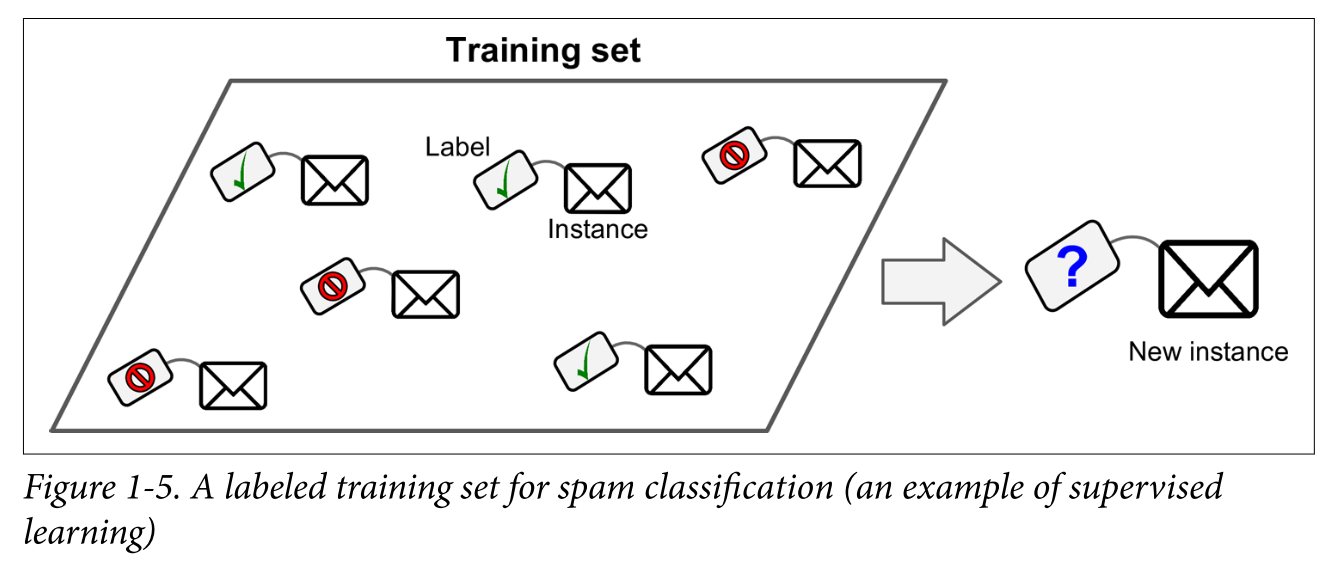 Training set
Label
Instance
?
New instance
Figure 1-5. A labeled training set for spam classification (an example of supervised
learning)